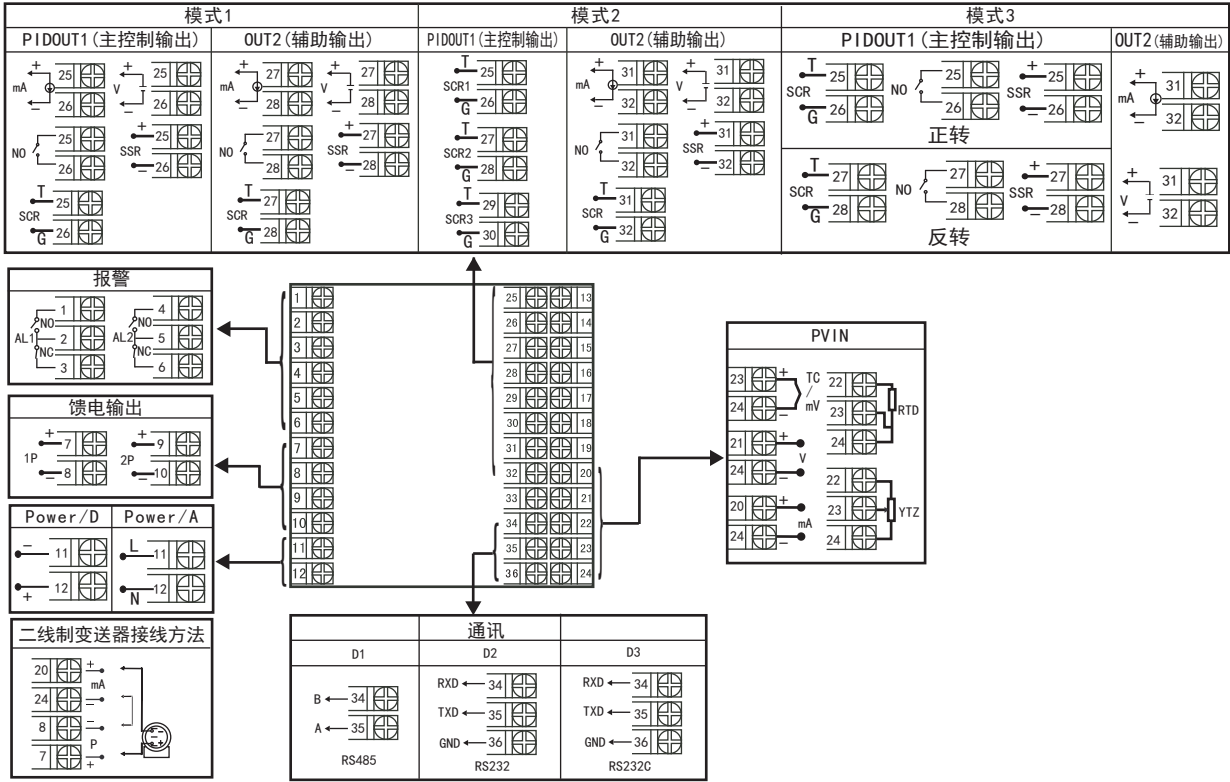 模式1 模式2 模式3
PIDOUT1(主控制输出) OUT2(辅助输出) PIDOUT1(主控制输出) OUT2(辅助输出) PIDOUT1(主控制输出) OUT2(辅助输出)
+ 25 + 25
mA V
− 26 26
25 + 25
NO SSR
26 − 26
T 25
SCR
G 26
+ 27 + 27
mA V
− 28 28
27 + 27
NO SSR
28 − 28
T 27
SCR
G 28
T 25
SCR1
G 26
T 27
SCR2
G 28
T 29
SCR3
G 30
+ 31 + 31
mA V
− 32 − 32
31 + 31
NO SSR
32 − 32
T 31
SCR
G 32
T 25 25 + 25
SCR NO SSR
G 26 26 − 26
正转
T 27 27 + 27
SCR NO SSR
G 28 28 − 28
反转
+ 31
mA
− 32
+ 31
V
− 32
报警
1 4
NO NO
AL1 2 AL2 5
NC NC
3 6
馈电输出
+ 7 + 9
1P 2P
− 8 − 10
Power/D Power/A
− 11 L 11
+ 12 N 12
二线制变送器接线方法
20 +
mA
24 −
8 −
P
7 +
1 25 13
2 26 14
3 27 15
4 28 16
5 29 17
6 30 18
7 31 19
8 32 20
9 33 21
10 34 22
11 35 23
12 36 24
PVIN
23 + TC 22
/
24 − mV 23 RTD
24
21 +
V
24 −
22
20 + 23 YTZ
mA
24 − 24
通讯
D1 D2 D3
RXD 34 RXD 34
B 34
TXD 35 TXD 35
A 35
GND 36 GND 36
RS485 RS232 RS232C